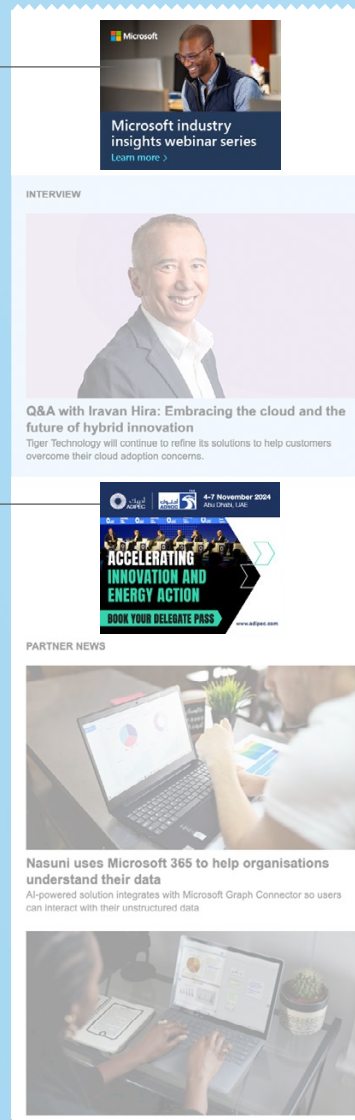 Microsoft
Microsoft industry
insights webinar series
Learn more >
INTERVIEW
Q&A with Iravan Hira: Embracing the cloud and the
future of hybrid innovation
Tiger Technology will continue to refine its solutions to help customers
overcome their cloud adoption concerns.
أديبك
ADIPEC
أدنوك
ADNOC
4-7 November 2024
Abu Dhabi, UAE
ACCELERATING
INNOVATION AND
ENERGY ACTION
BOOK YOUR DELEGATE PASS
www.adipec.com
PARTNER NEWS
Nasuni uses Microsoft 365 to help organisations
understand their data
AI-powered solution integrates with Microsoft Graph Connector so users
can interact with their unstructured data